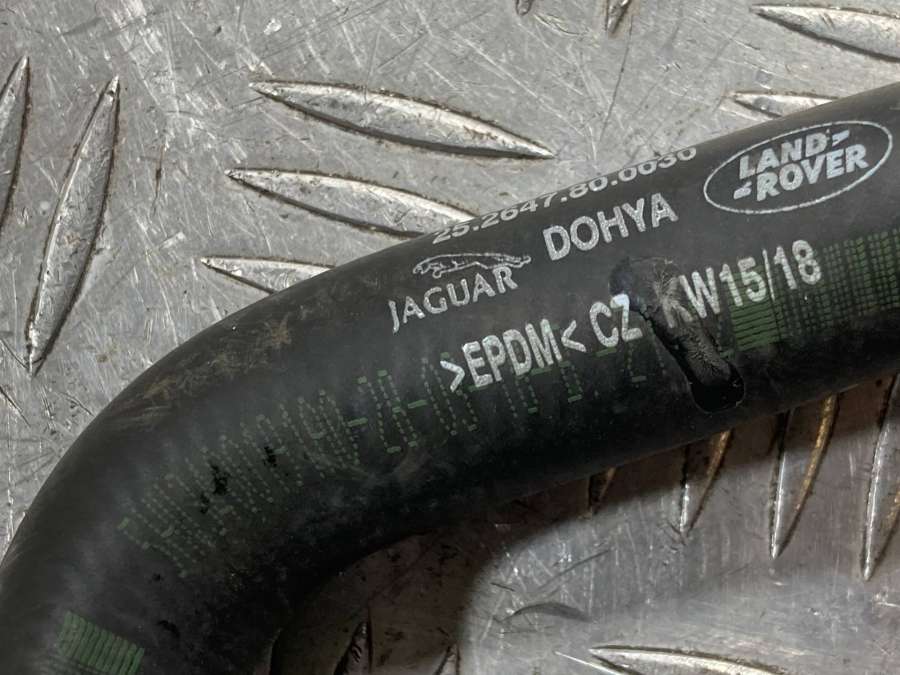 25.2647.80.0030
JAGUAR DOHYA LAND ROVER
>EPDM< CZ KW15/18